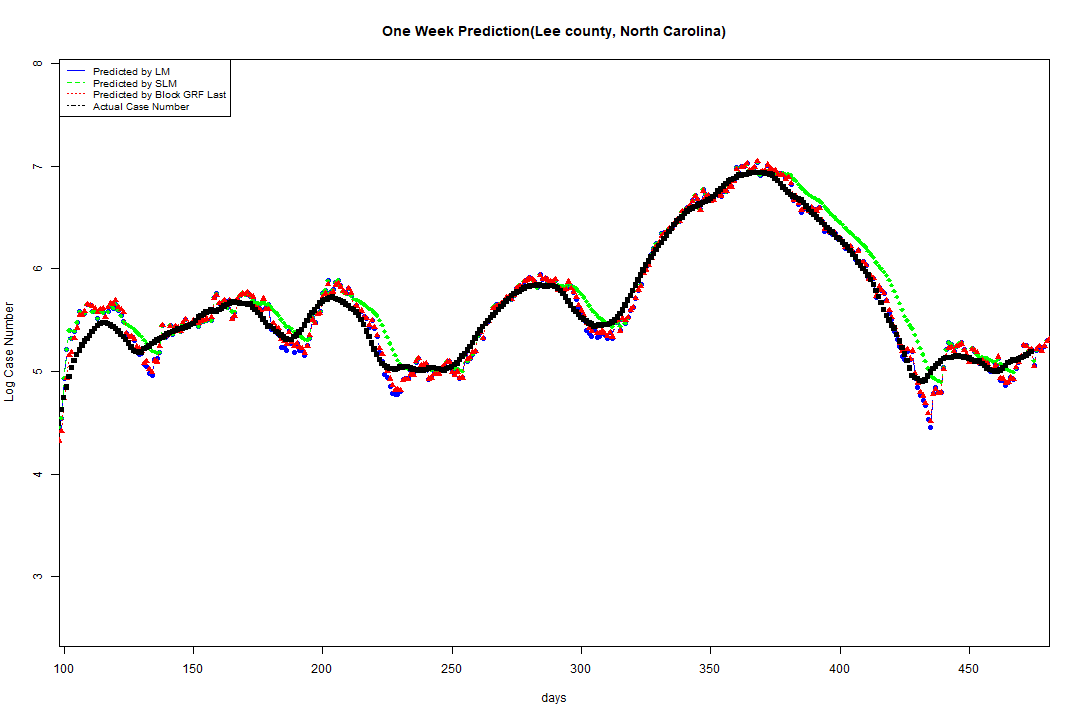 One Week Prediction(Lee county, North Carolina)
Predicted by LM
Predicted by SLM
Predicted by Block GRF Last
Actual Case Number
8
7
6
5
4
3
Log Case Number
100 150 200 250 300 350 400 450
days